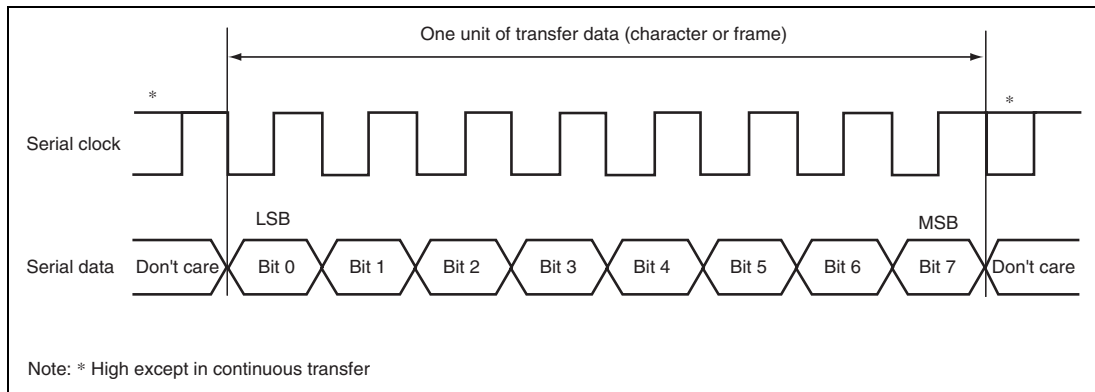 One unit of transfer data (character or frame)
* *
Serial clock
LSB MSB
Serial data Don't care Bit 0 Bit 1 Bit 2 Bit 3 Bit 4 Bit 5 Bit 6 Bit 7 Don't care
Note: * High except in continuous transfer